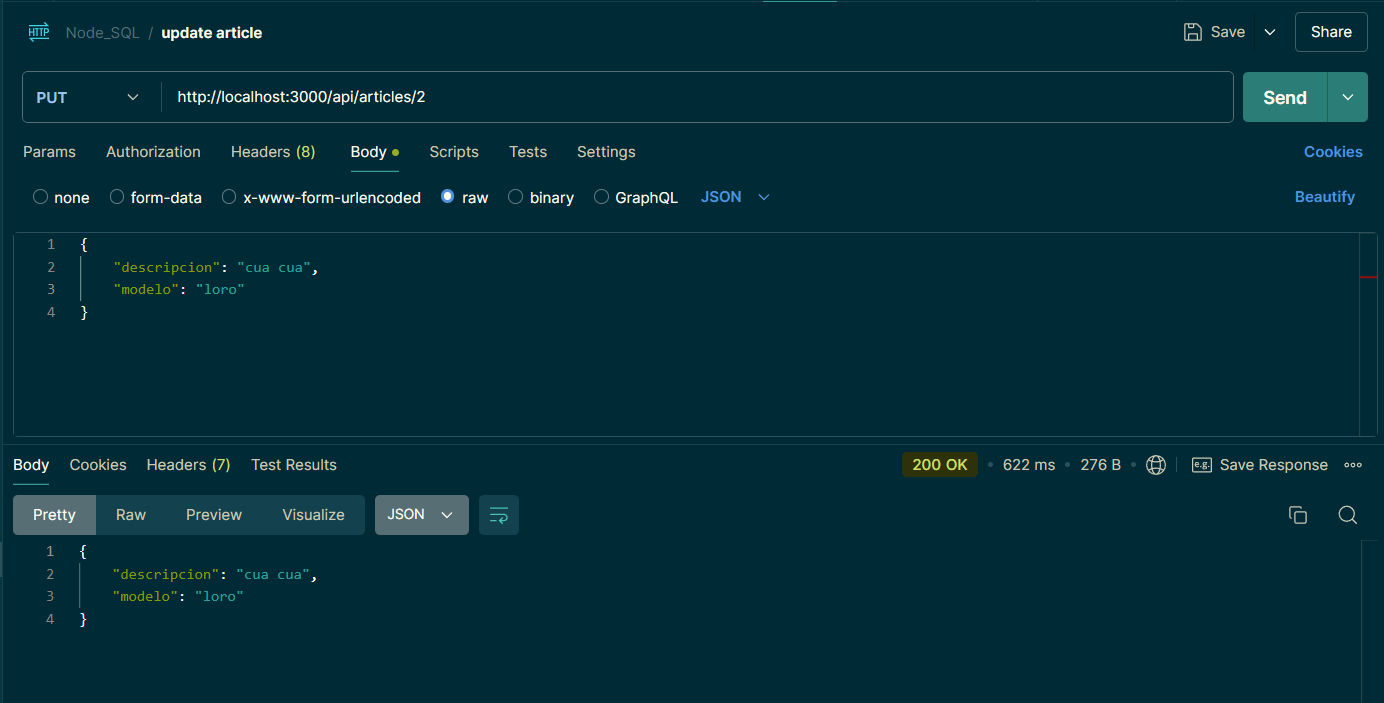 HTTP Node_SQL / update article Save Share
PUT http://localhost:3000/api/articles/2 Send
Params Authorization Headers (8) Body Scripts Tests Settings Cookies
none form-data x-www-form-urlencoded raw binary GraphQL JSON Beautify
1 {
2 "descripcion": "cua cua",
3 "modelo": "loro"
4 }
Body Cookies Headers (7) Test Results 200 OK • 622 ms • 276 B • e.g. Save Response
Pretty Raw Preview Visualize JSON
1 {
2 "descripcion": "cua cua",
3 "modelo": "loro"
4 }